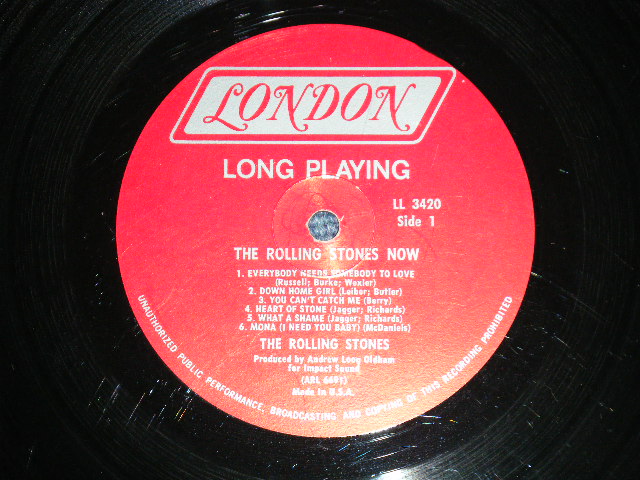 LONDON
LONG PLAYING
LL 3420
Side 1
THE ROLLING STONES NOW
1. EVERYBODY NEEDS SOMEBODY TO LOVE
(Russell; Burke; Wexler)
2. DOWN HOME GIRL (Leiber; Butler)
3. YOU CAN'T CATCH ME (Berry)
4. HEART OF STONE (Jagger; Richards)
5. WHAT A SHAME (Jagger; Richards)
6. MONA (I NEED YOU BABY) (McDaniels)
THE ROLLING STONES
Produced by Andrew Loog Oldham
for Impact Sound
(ARL 6691)
Made in U.S.A.
UNAUTHORIZED PUBLIC PERFORMANCE, BROADCASTING AND COPYING OF THIS RECORDING PROHIBITED